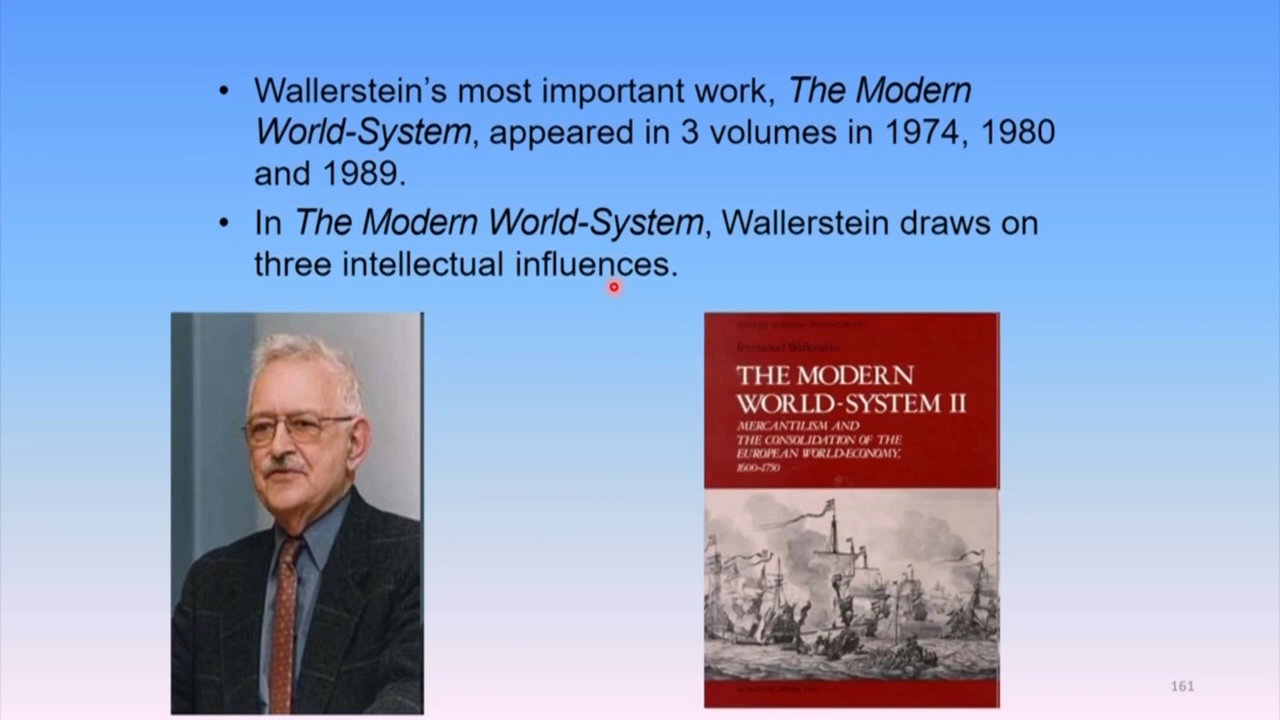 • Wallerstein’s most important work, The Modern
World-System, appeared in 3 volumes in 1974, 1980
and 1989.
• In The Modern World-System, Wallerstein draws on
three intellectual influences.
Immanuel Wallerstein
THE MODERN
WORLD-SYSTEM II
MERCANTILISM AND
THE CONSOLIDATION OF THE
EUROPEAN WORLD-ECONOMY,
1600-1750
161